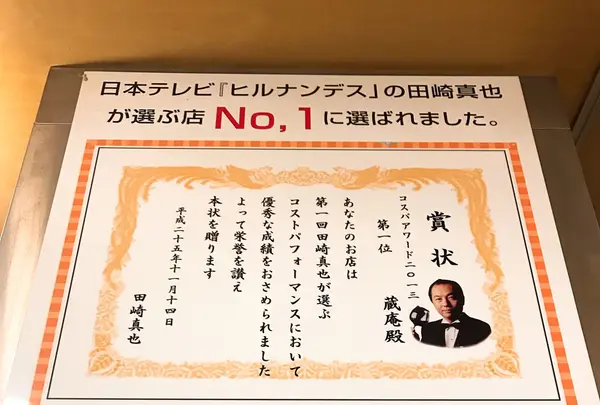 日本テレビ『ヒルナンデス」の田崎真也
が選ぶ店 No,1に選ばれました。
賞状
コスパアワード二〇一三
第一位
蔵庵殿
あなたのお店は
第一回田崎真也が選ぶ
コストパフォーマンスにおいて
優秀な成績をおさめられました
よって栄誉を讃え
本状を贈ります
平成二十五年十一月十四日
田崎真也